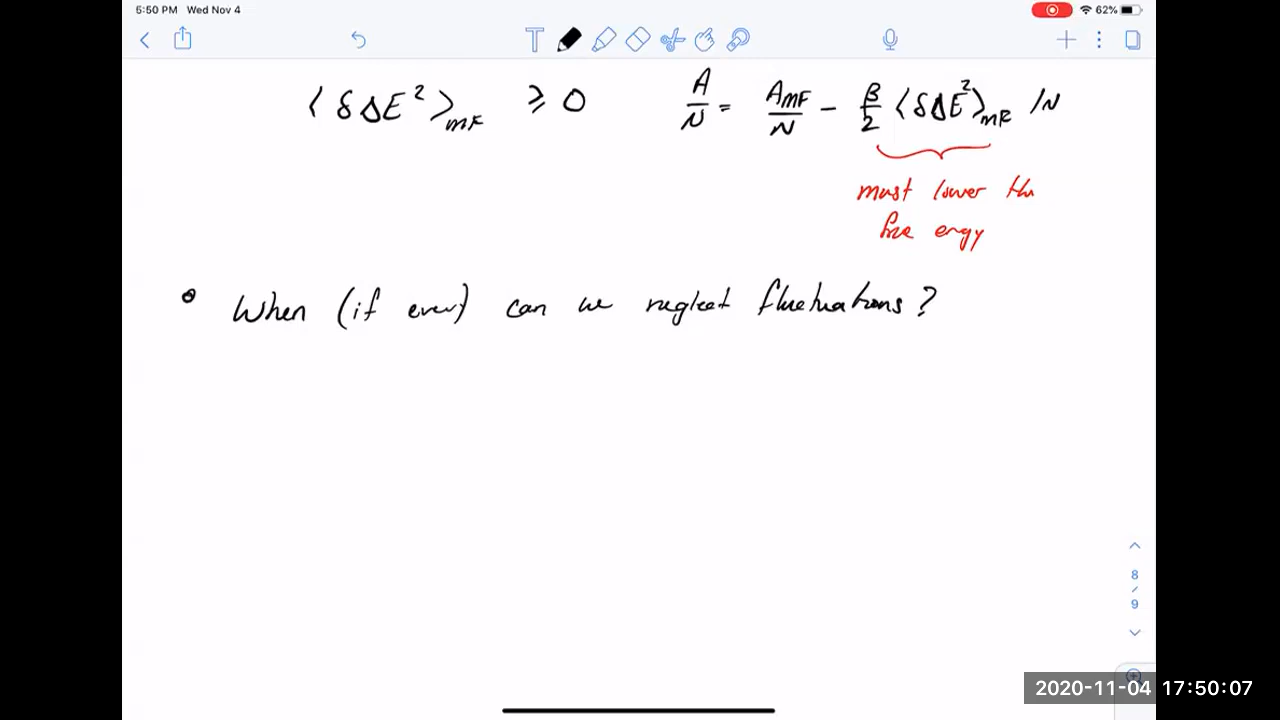 5:50 PM Wed Nov 4
62%
⟨δΔE²⟩_MF ≥ 0
A/N = A_MF/N − β/2 ⟨δΔE²⟩_MF /N
must lower the
free energy
• When (if ever) can we neglect fluctuations?
8
/
9
2020-11-04 17:50:07